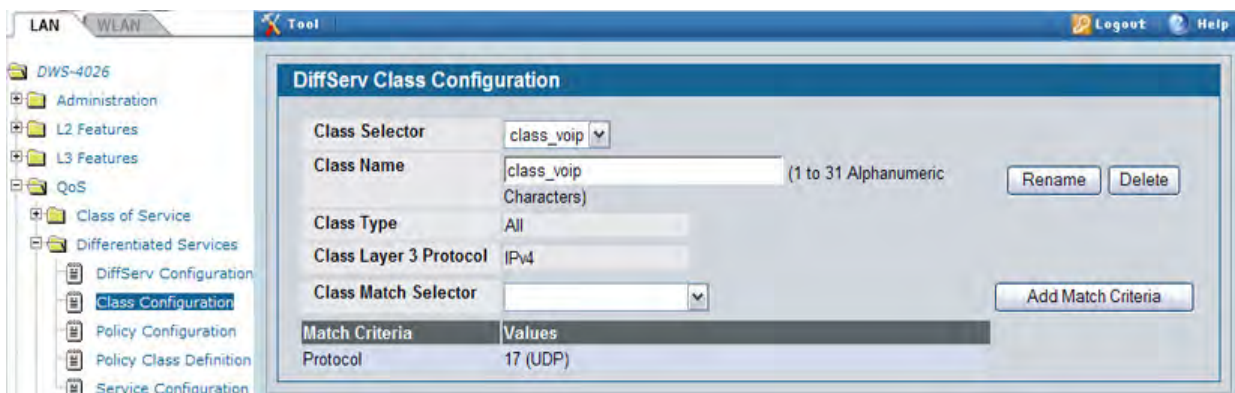 LAN WLAN Tool Logout Help
DWS-4026
Administration
L2 Features
L3 Features
QoS
Class of Service
Differentiated Services
DiffServ Configuration
Class Configuration
Policy Configuration
Policy Class Definition
Service Configuration
DiffServ Class Configuration
Class Selector class_voip
Class Name class_voip (1 to 31 Alphanumeric Rename Delete
Characters)
Class Type All
Class Layer 3 Protocol IPv4
Class Match Selector Add Match Criteria
Match Criteria Values
Protocol 17 (UDP)